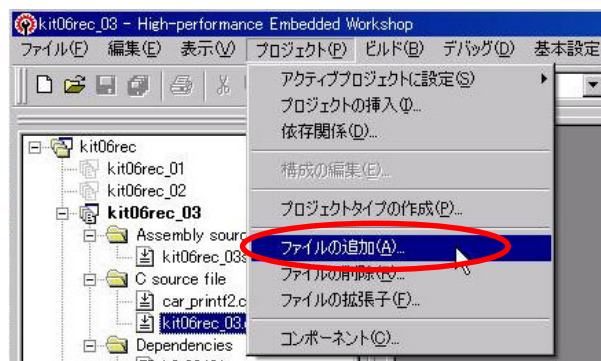 kit06rec_03 - High-performance Embedded Workshop
ファイル(F) 編集(E) 表示(V) プロジェクト(P) ビルド(B) デバッグ(D) 基本設定
アクティブプロジェクトに設定(S)
プロジェクトの挿入(I)...
依存関係(D)...
構成の編集(E)...
プロジェクトタイプの作成(P)...
ファイルの追加(A)...
ファイルの削除(R)...
ファイルの拡張子(F)...
コンポーネント(C)...
kit06rec
kit06rec_01
kit06rec_02
kit06rec_03
Assembly sourc
kit06rec_03s
C source file
car_printf2.c
kit06rec_03.
Dependencies